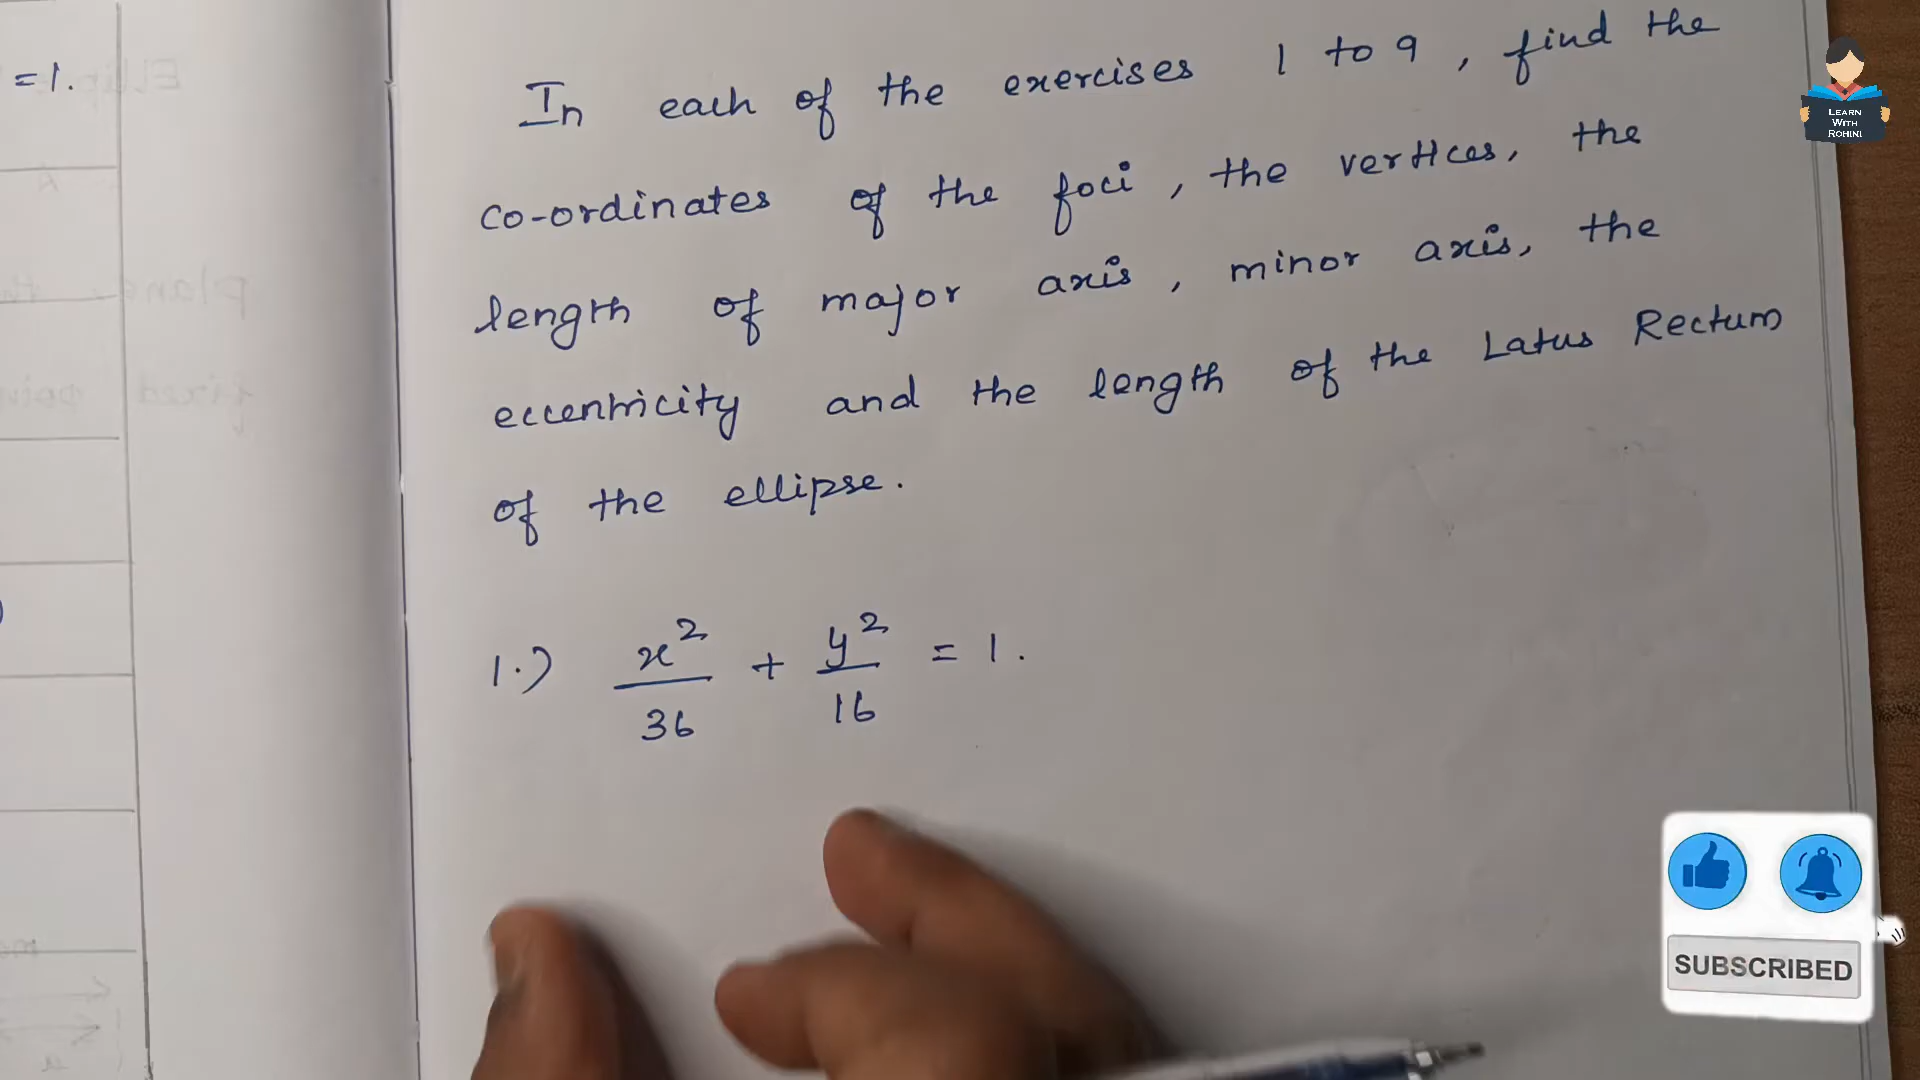 = 1.
In each of the exercises 1 to 9, find the
co-ordinates of the foci, the vertices, the
length of major axis, minor axis, the
eccentricity and the length of the Latus Rectum
of the ellipse.
1.) x²/36 + y²/16 = 1.
LEARN
WITH
ROHINI
SUBSCRIBED